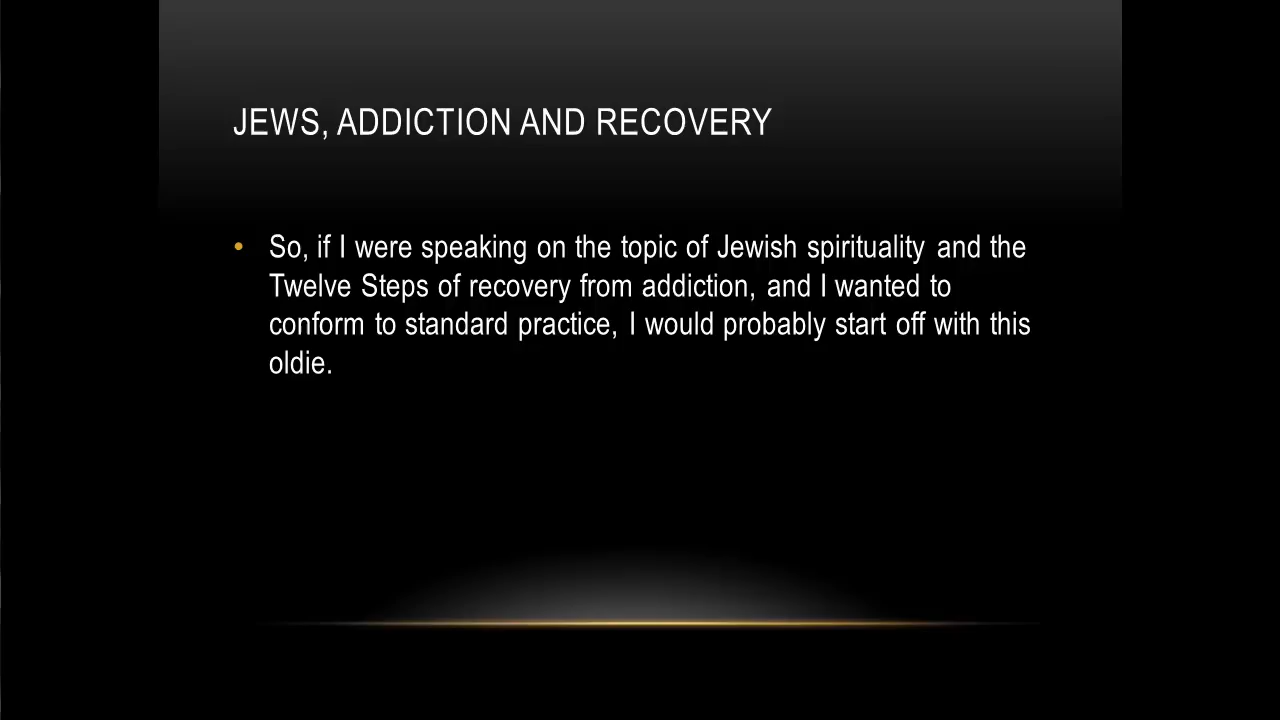 JEWS, ADDICTION AND RECOVERY
• So, if I were speaking on the topic of Jewish spirituality and the
Twelve Steps of recovery from addiction, and I wanted to
conform to standard practice, I would probably start off with this
oldie.